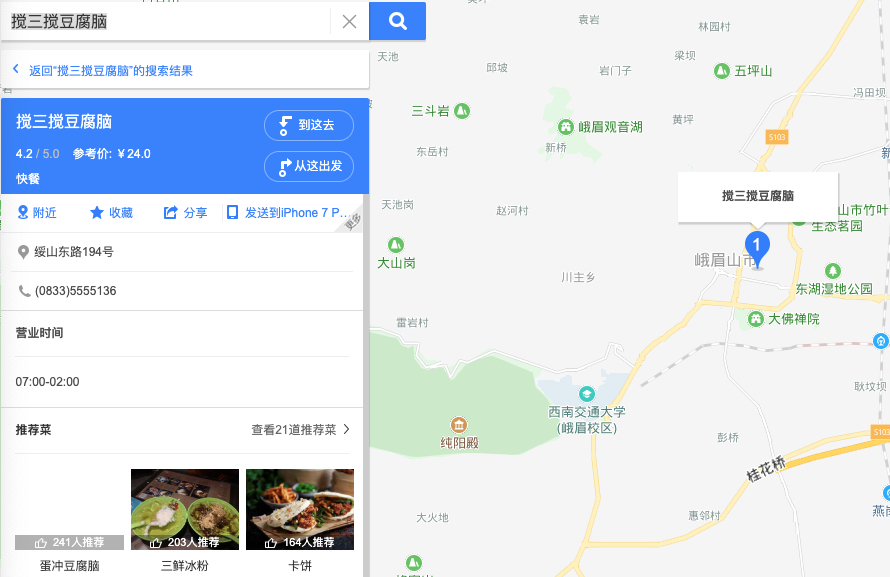 搅三搅豆腐脑
返回“搅三搅豆腐脑”的搜索结果
搅三搅豆腐脑
到这去
4.2 / 5.0 参考价: ￥24.0
从这出发
快餐
附近
收藏
分享
发送到iPhone 7 P...
更多
绥山东路194号
(0833)5555136
营业时间
07:00-02:00
推荐菜
查看21道推荐菜
241人推荐
203人推荐
164人推荐
蛋冲豆腐脑
三鲜冰粉
卡饼
袁岩
林园村
天池
梁坝
邱坡
岩门子
五坪山
冯田坝
三斗岩
峨眉观音湖
黄坪
S103
东岳村
新桥
搅三搅豆腐脑
天池岗
赵河村
山市竹叶
生态茗园
1
大山岗
川主乡
峨眉山市
东湖湿地公园
雷岩村
大佛禅院
耿坟坝
西南交通大学
(峨眉校区)
纯阳殿
彭桥
S103
桂花桥
大火地
惠邻村
燕岗